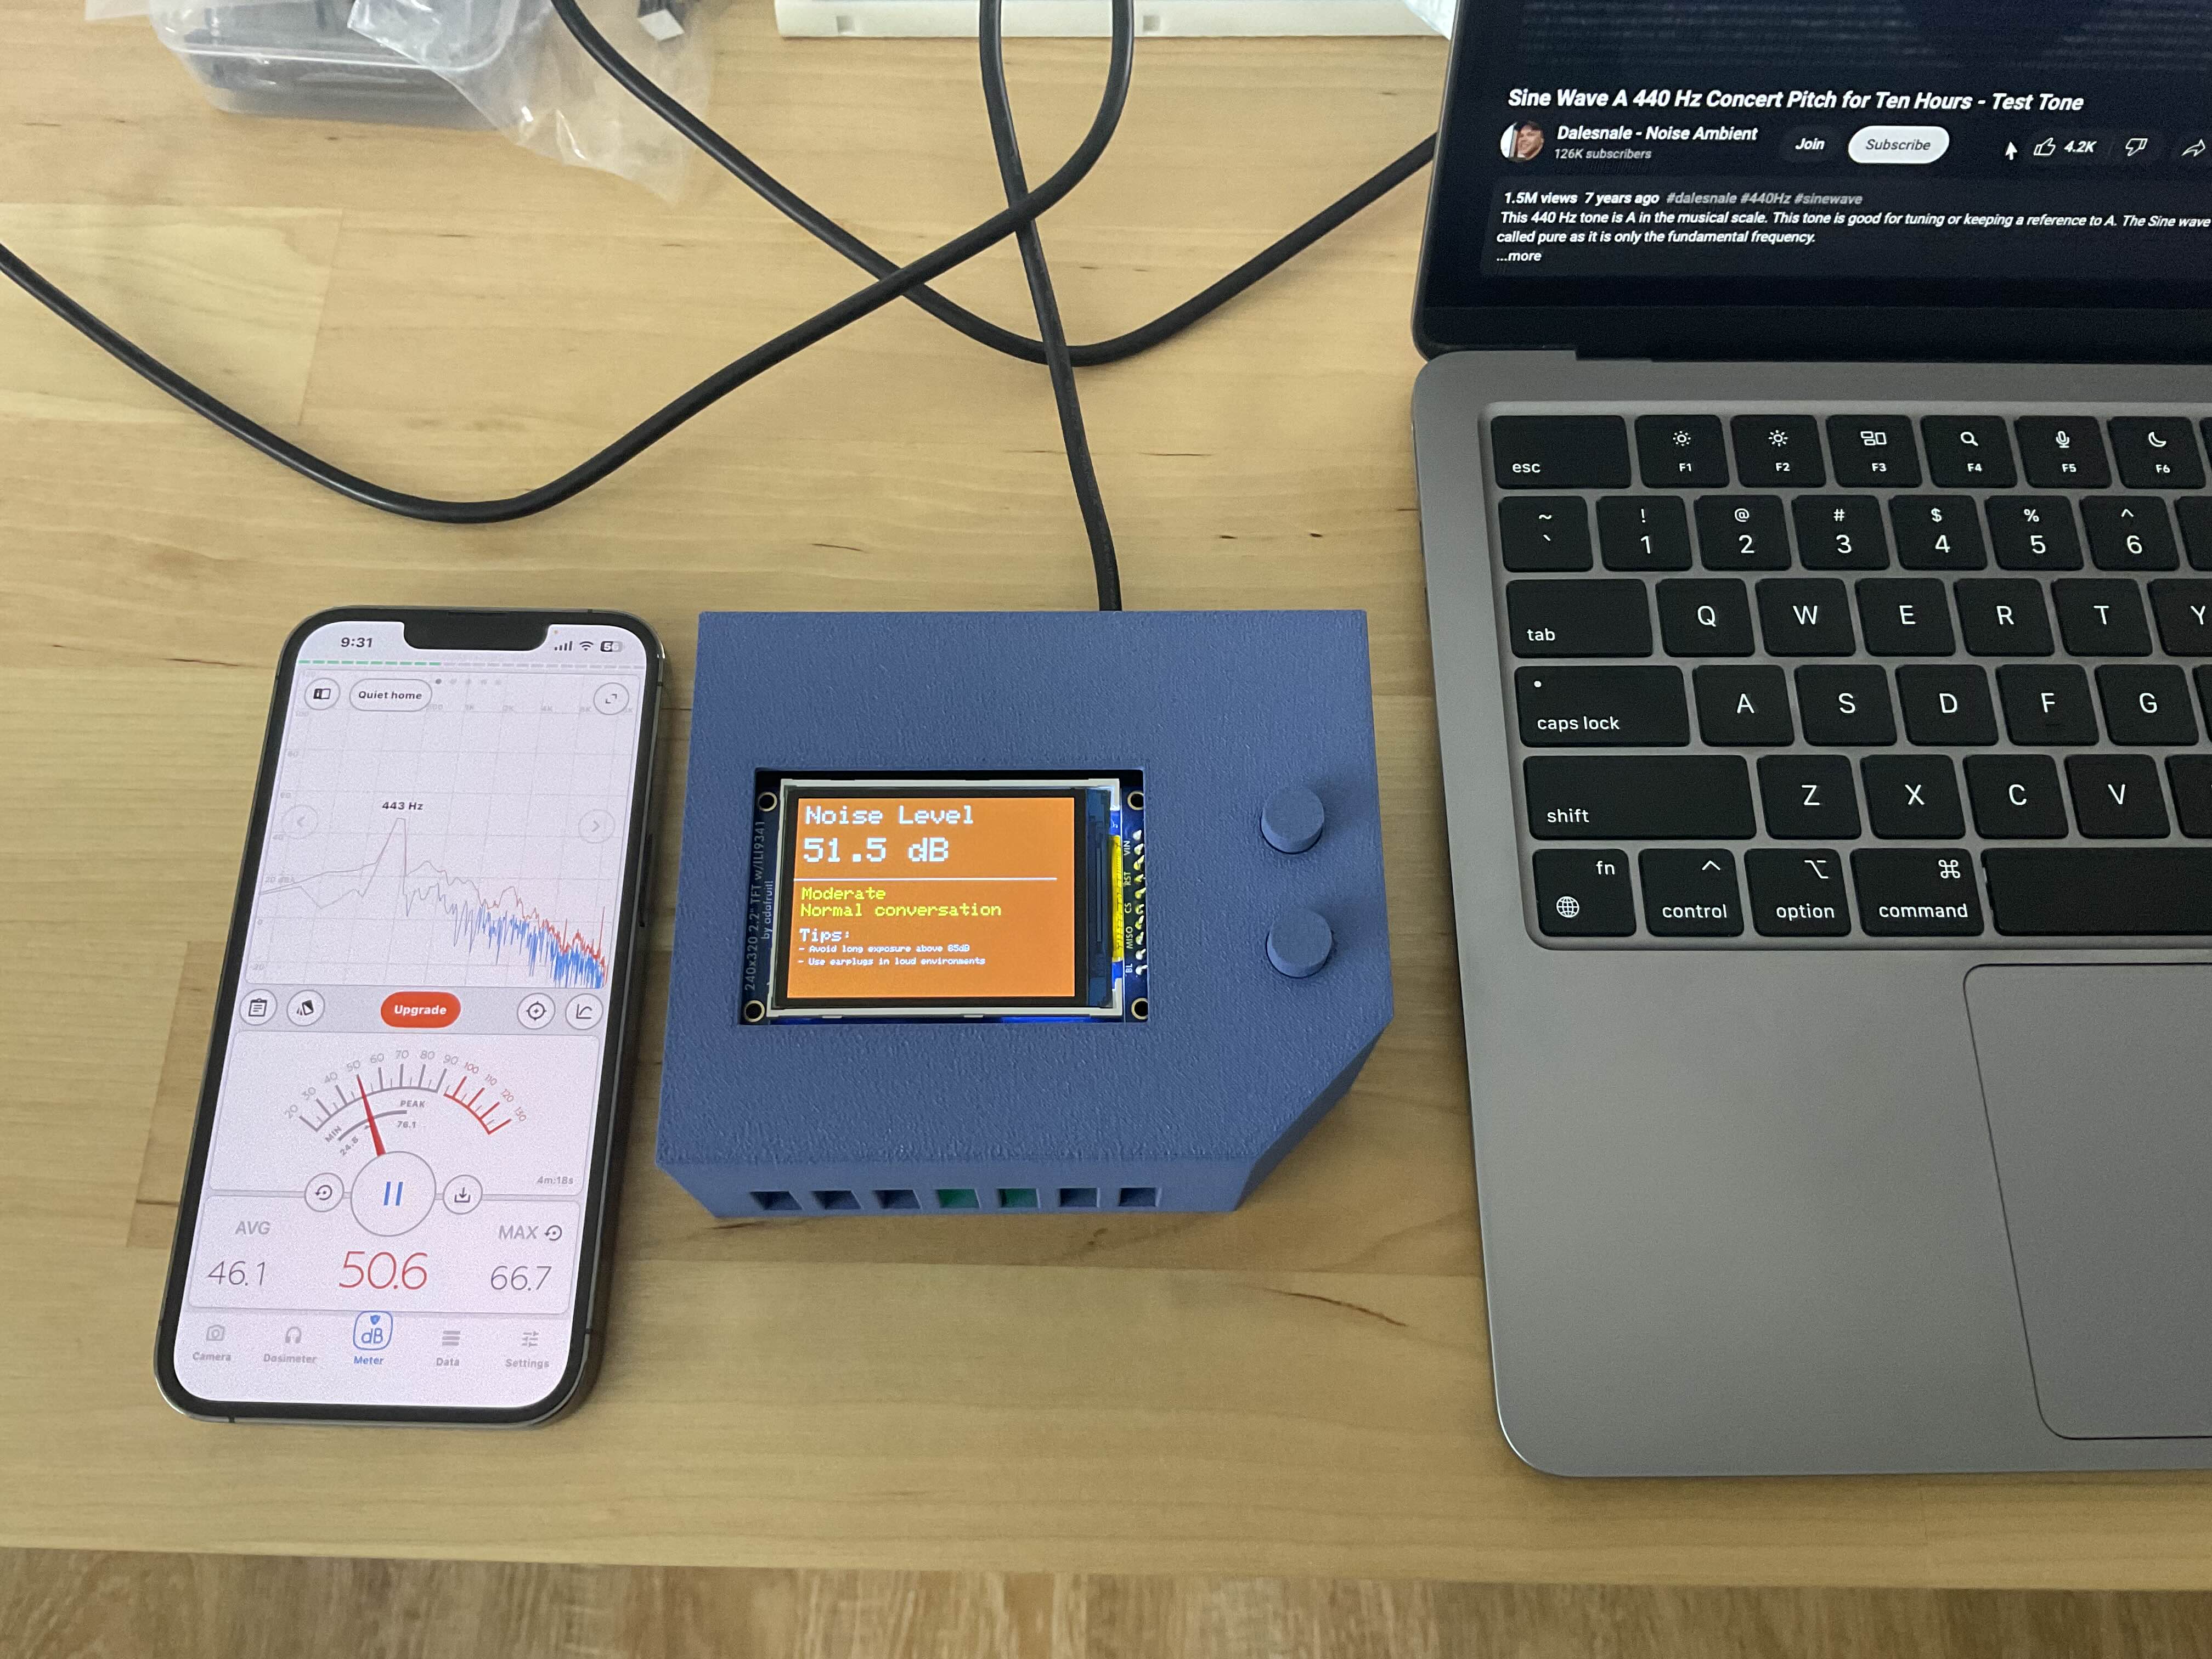 Sine Wave A 440 Hz Concert Pitch for Ten Hours - Test Tone
Dalesnale - Noise Ambient
126K subscribers
Join
Subscribe
4.2K
1.5M views 7 years ago #dalesnale #440Hz #sinewave
This 440 Hz tone is A in the musical scale. This tone is good for tuning or keeping a reference to A. The Sine wave
called pure as it is only the fundamental frequency.
...more
esc
F1
F2
F3
F4
F5
F6
~ ! @ # $ % ^
` 1 2 3 4 5 6
tab Q W E R T Y
caps lock A S D F G
shift Z X C V
fn control option command
9:31
56
Quiet home
1K 2K 4K
443 Hz
Upgrade
20 30 40 50 60 70 80 90 100 110 120 130
PEAK
76.1
MIN
24.8
4m:18s
AVG
46.1
50.6
MAX
66.7
Camera
Dosimeter
dB
Meter
Data
Settings
240x320 2.2" TFT w/ILI9341
by adafruit!
Noise Level
51.5 dB
Moderate
Normal conversation
Tips:
- Avoid long exposure above 85dB
- Use earplugs in loud environments
VIN
RST
CS
MISO
BL